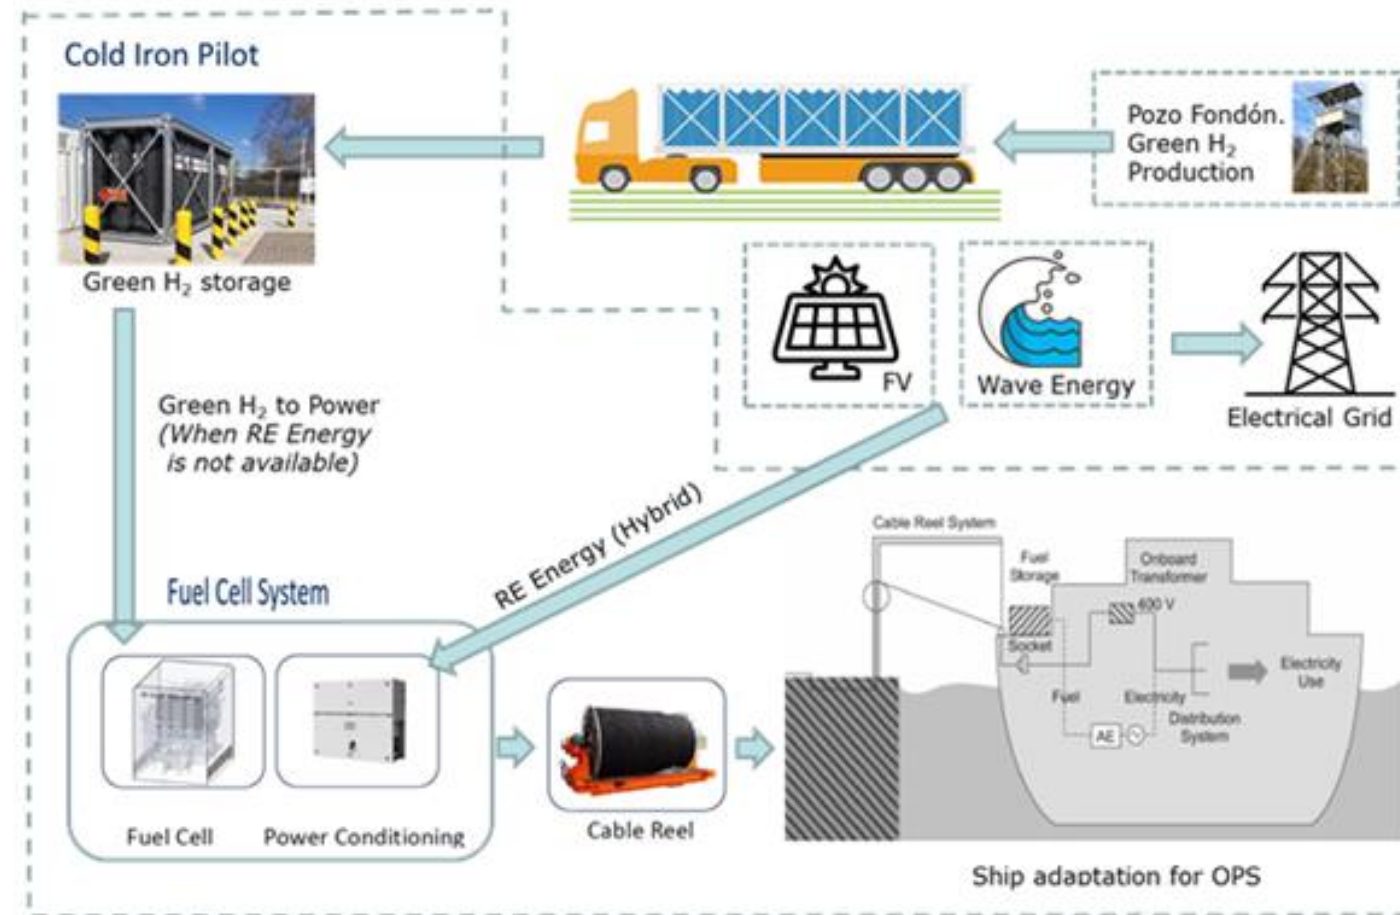 Cold Iron Pilot
Pozo Fondón.
Green H₂
Production
Green H₂ storage
FV
Wave Energy
Electrical Grid
Green H₂ to Power
(When RE Energy
is not available)
RE Energy (Hybrid)
Fuel Cell System
Fuel Cell
Power Conditioning
Cable Reel
Cable Reel System
Fuel
Storage
Onboard
Transformer
Socket
Fuel
Electricity
Electricity
Use
Distribution
System
AE
Ship adaptation for OPS